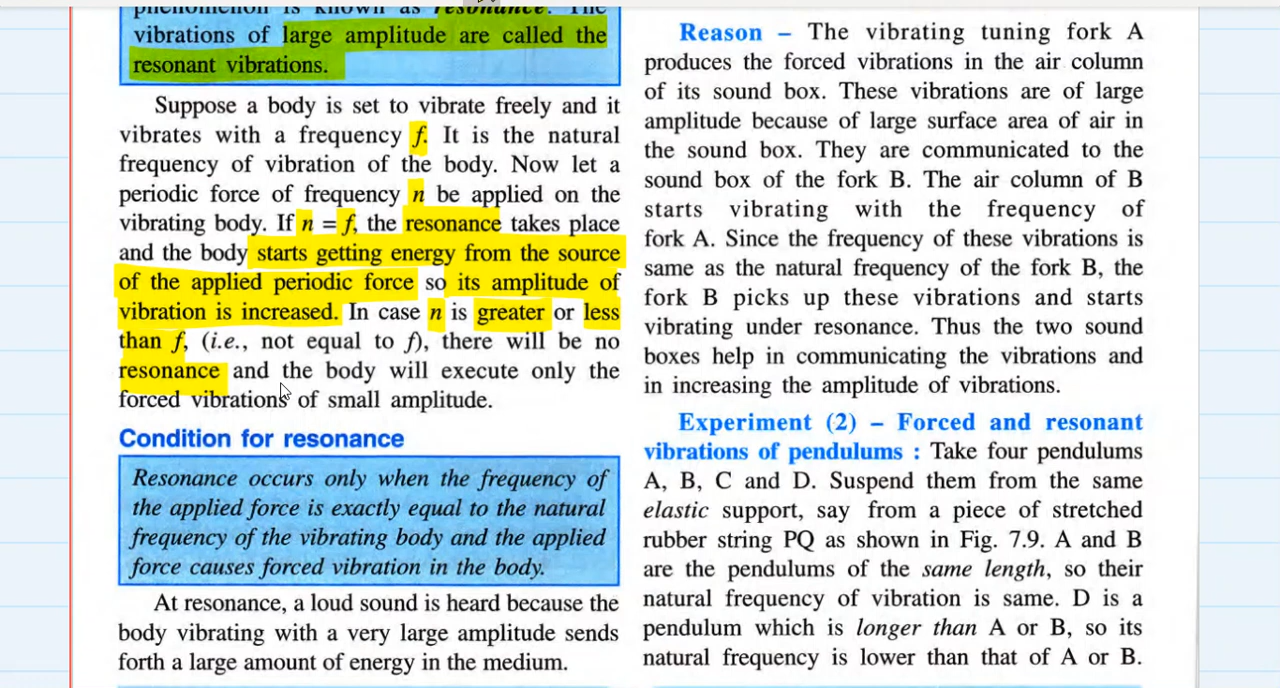 phenomenon is known as resonance. The
vibrations of large amplitude are called the
resonant vibrations.
Suppose a body is set to vibrate freely and it
vibrates with a frequency f. It is the natural
frequency of vibration of the body. Now let a
periodic force of frequency n be applied on the
vibrating body. If n = f, the resonance takes place
and the body starts getting energy from the source
of the applied periodic force so its amplitude of
vibration is increased. In case n is greater or less
than f, (i.e., not equal to f), there will be no
resonance and the body will execute only the
forced vibrations of small amplitude.
Condition for resonance
Resonance occurs only when the frequency of
the applied force is exactly equal to the natural
frequency of the vibrating body and the applied
force causes forced vibration in the body.
At resonance, a loud sound is heard because the
body vibrating with a very large amplitude sends
forth a large amount of energy in the medium.
Reason – The vibrating tuning fork A
produces the forced vibrations in the air column
of its sound box. These vibrations are of large
amplitude because of large surface area of air in
the sound box. They are communicated to the
sound box of the fork B. The air column of B
starts vibrating with the frequency of
fork A. Since the frequency of these vibrations is
same as the natural frequency of the fork B, the
fork B picks up these vibrations and starts
vibrating under resonance. Thus the two sound
boxes help in communicating the vibrations and
in increasing the amplitude of vibrations.
Experiment (2) – Forced and resonant
vibrations of pendulums : Take four pendulums
A, B, C and D. Suspend them from the same
elastic support, say from a piece of stretched
rubber string PQ as shown in Fig. 7.9. A and B
are the pendulums of the same length, so their
natural frequency of vibration is same. D is a
pendulum which is longer than A or B, so its
natural frequency is lower than that of A or B.